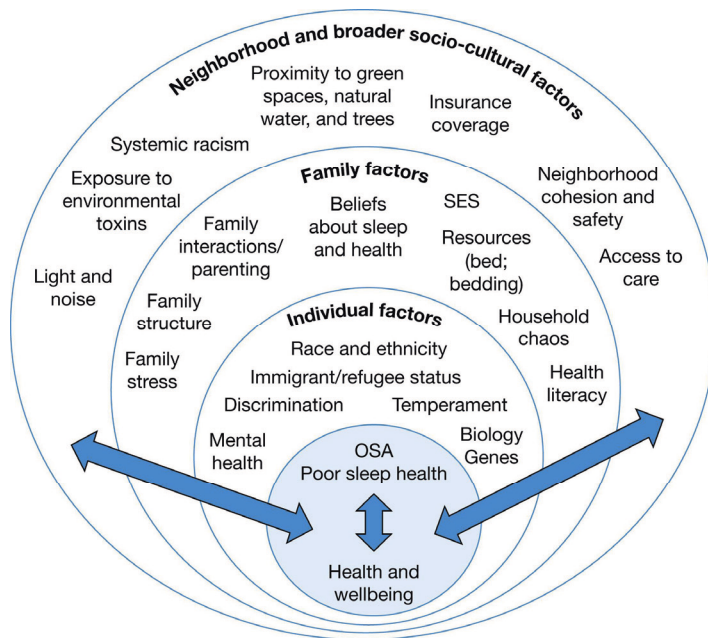 Neighborhood and broader socio-cultural factors
Proximity to green
spaces, natural
water, and trees
Insurance
coverage
Systemic racism
Exposure to
environmental
toxins
Neighborhood
cohesion and
safety
Light and
noise
Access to
care
Family factors
Beliefs
about sleep
and health
SES
Family
interactions/
parenting
Resources
(bed;
bedding)
Family
structure
Household
chaos
Family
stress
Health
literacy
Individual factors
Race and ethnicity
Immigrant/refugee status
Discrimination
Temperament
Mental
health
Biology
Genes
OSA
Poor sleep health
Health and
wellbeing